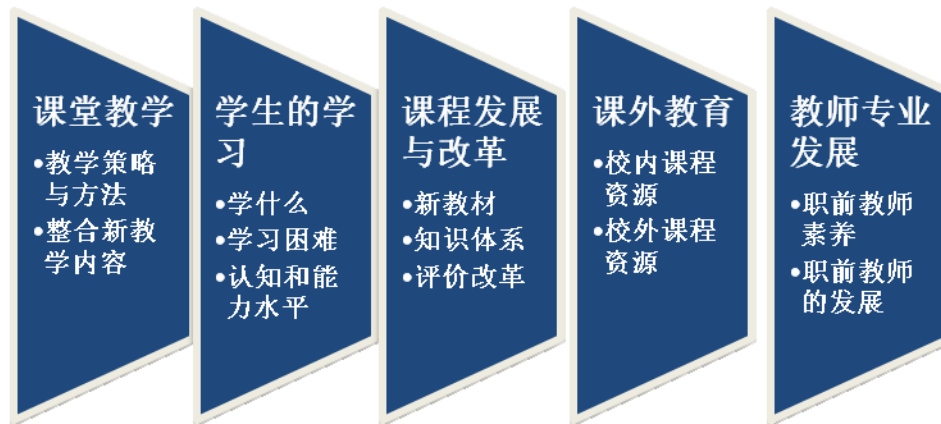 课堂教学
•教学策略
与方法
•整合新教
学内容
学生的学
习
•学什么
•学习困难
•认知和能
力水平
课程发展
与改革
•新教材
•知识体系
•评价改革
课外教育
•校内课程
资源
•校外课程
资源
教师专业
发展
•职前教师
素养
•职前教师
的发展